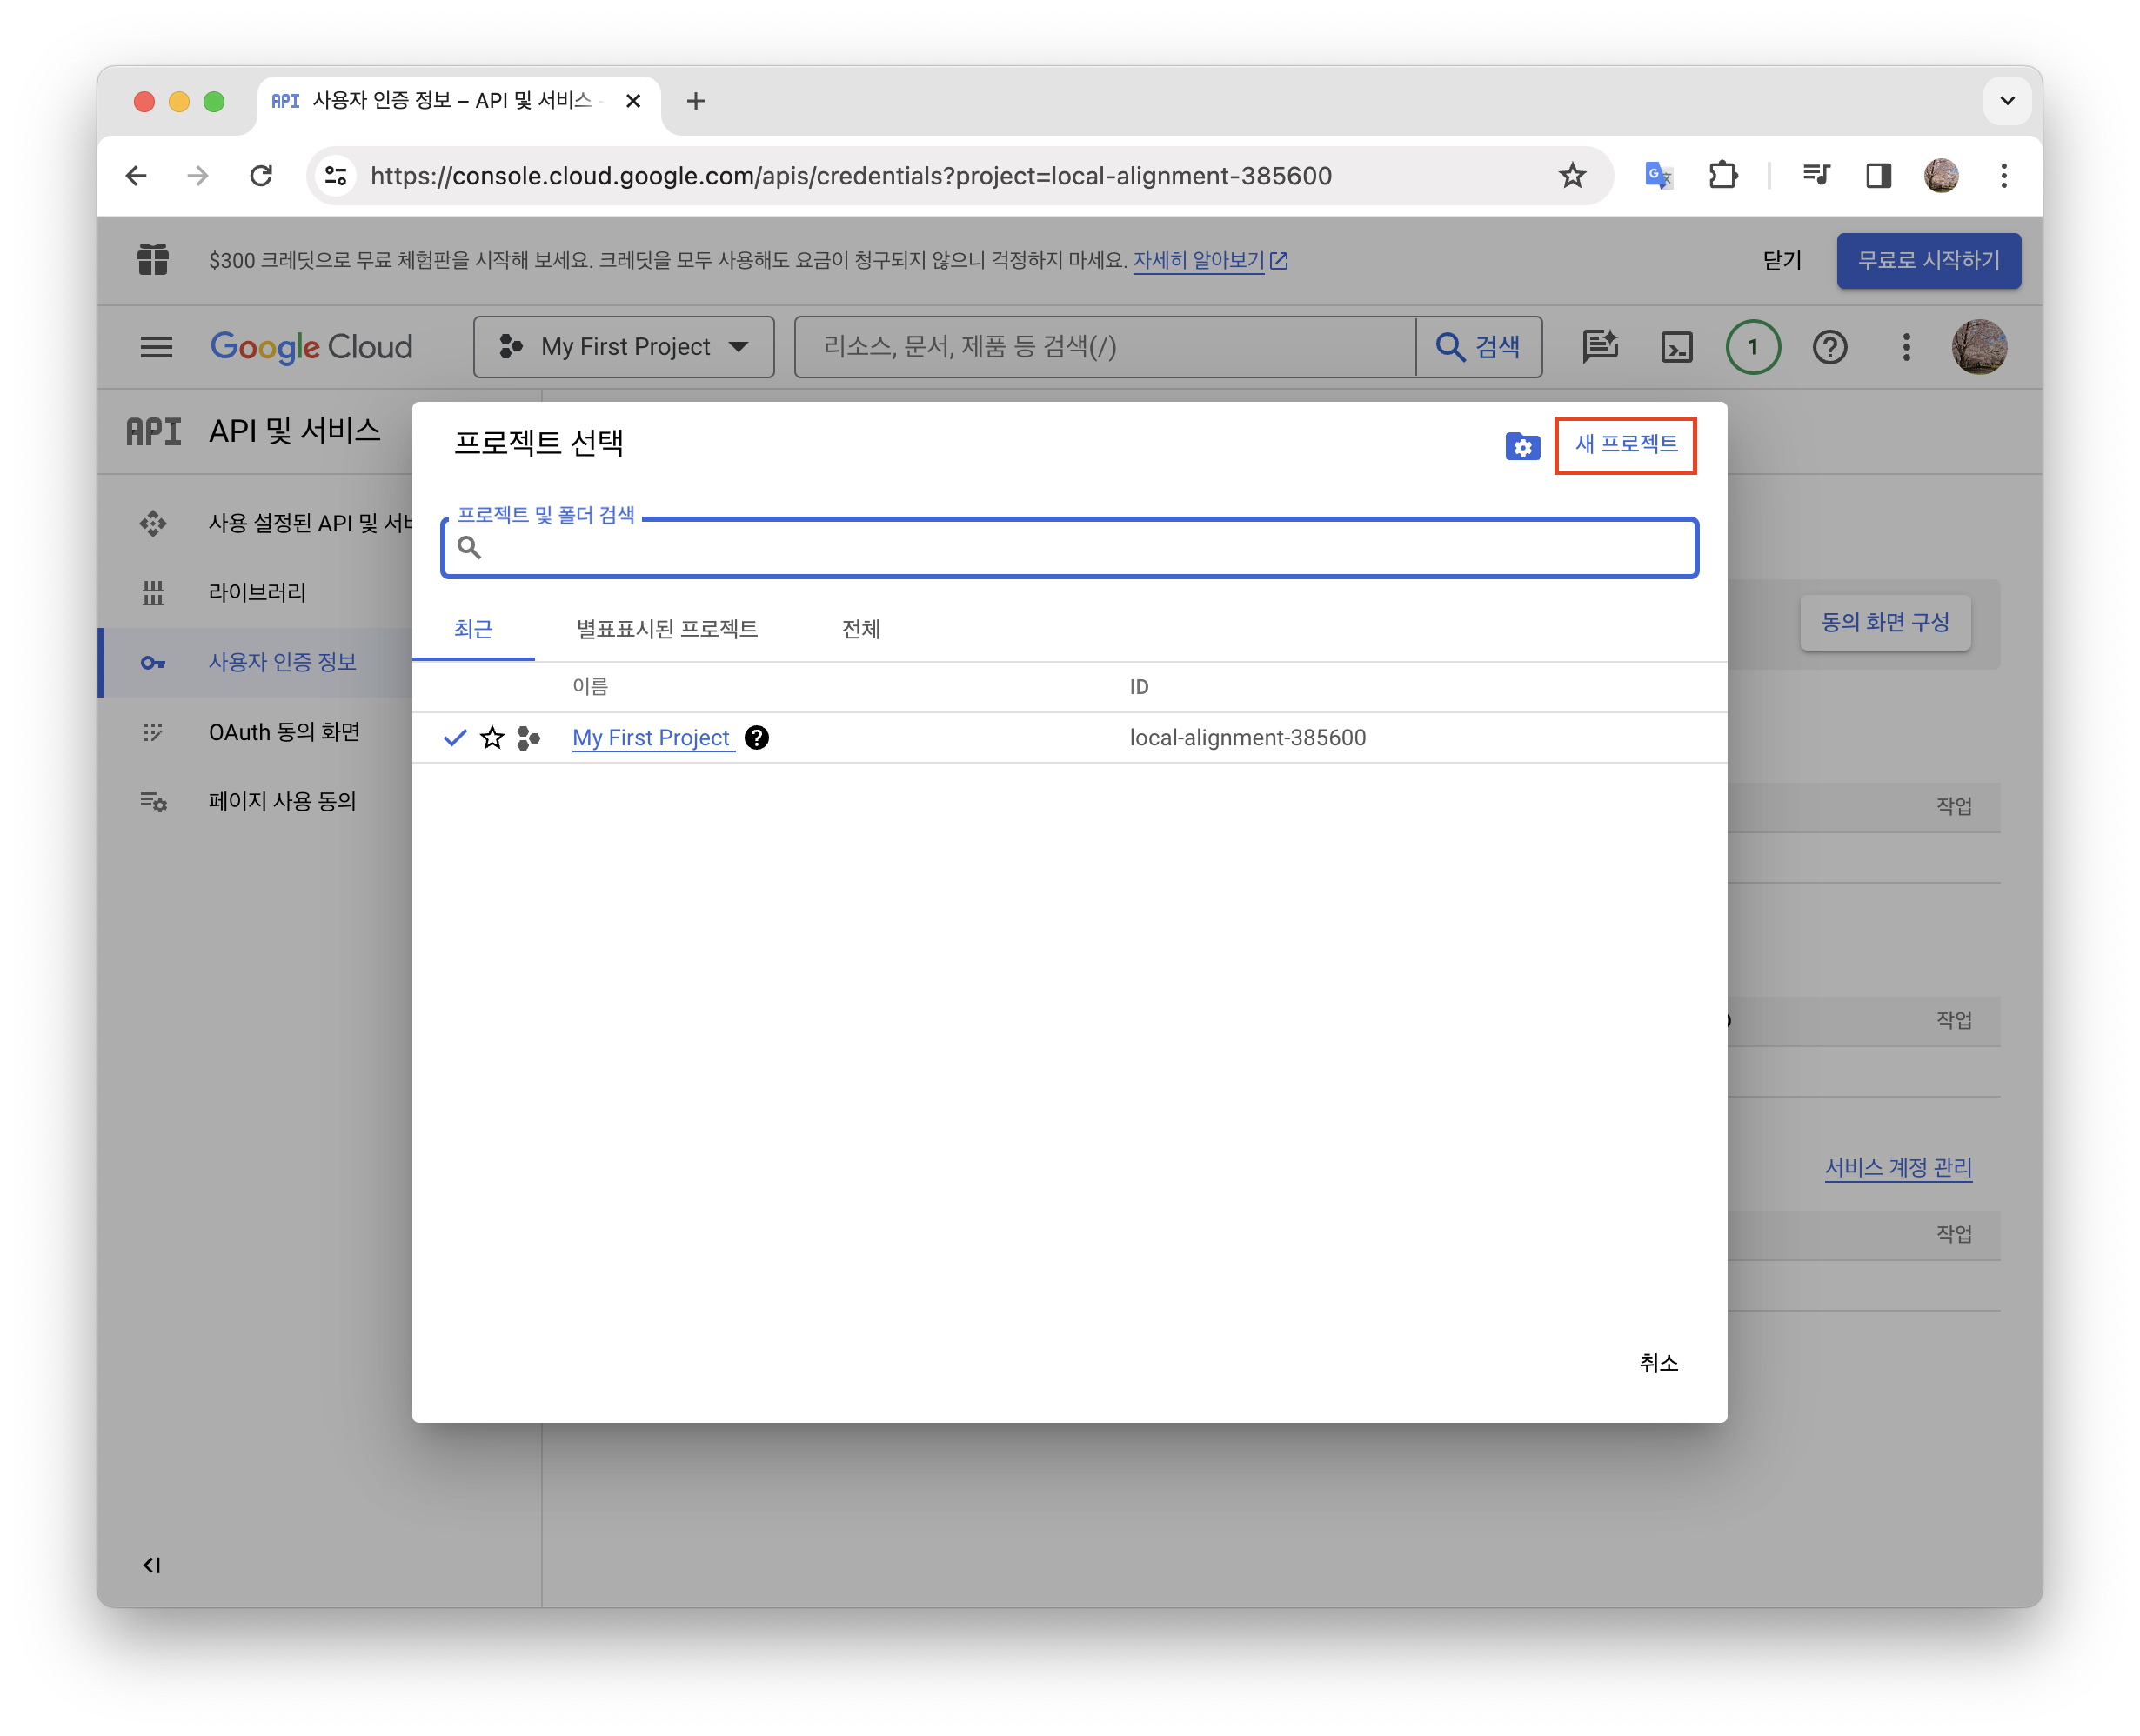 API 사용자 인증 정보 – API 및 서비스
https://console.cloud.google.com/apis/credentials?project=local-alignment-385600
$300 크레딧으로 무료 체험판을 시작해 보세요. 크레딧을 모두 사용해도 요금이 청구되지 않으니 걱정하지 마세요. 자세히 알아보기
닫기
무료로 시작하기
Google Cloud
My First Project
리소스, 문서, 제품 등 검색(/)
검색
1
API API 및 서비스
사용 설정된 API 및 서비
라이브러리
사용자 인증 정보
OAuth 동의 화면
페이지 사용 동의
프로젝트 선택
새 프로젝트
프로젝트 및 폴더 검색
최근 별표표시된 프로젝트 전체
이름 ID
My First Project local-alignment-385600
취소
동의 화면 구성
작업
작업
서비스 계정 관리
작업